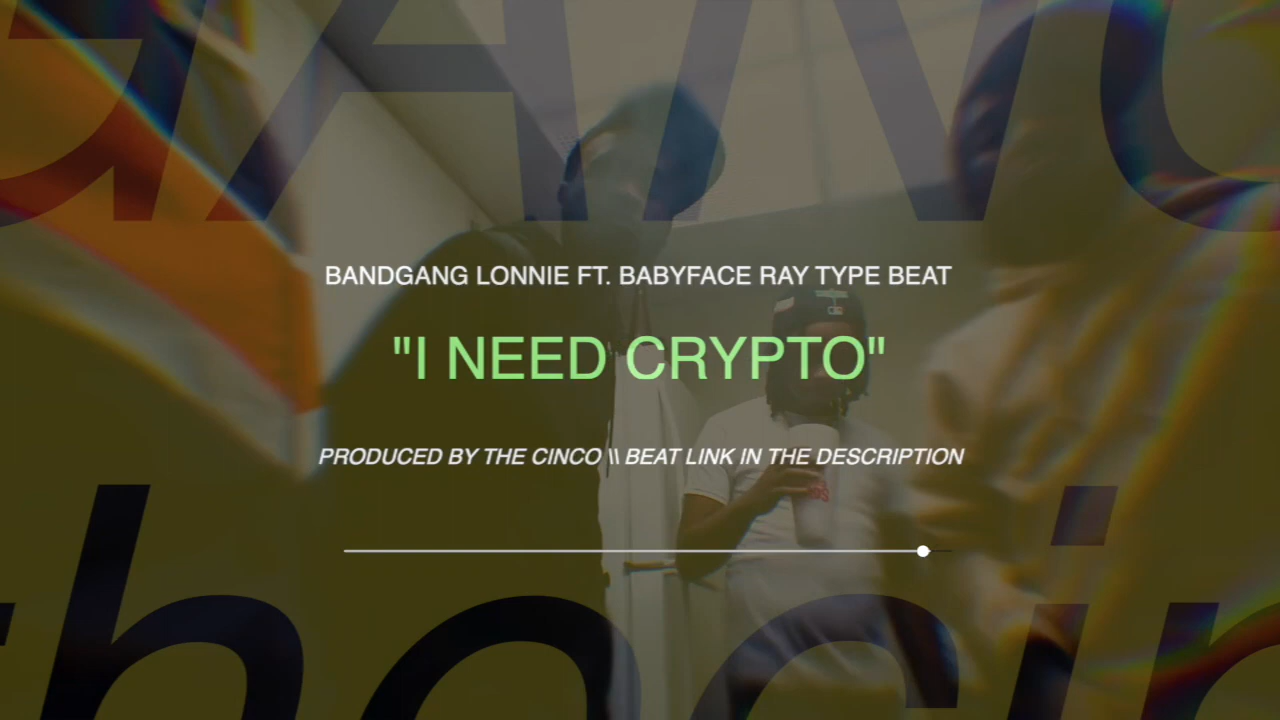 BANDGANG LONNIE FT. BABYFACE RAY TYPE BEAT
"I NEED CRYPTO"
PRODUCED BY THE CINCO \\ BEAT LINK IN THE DESCRIPTION